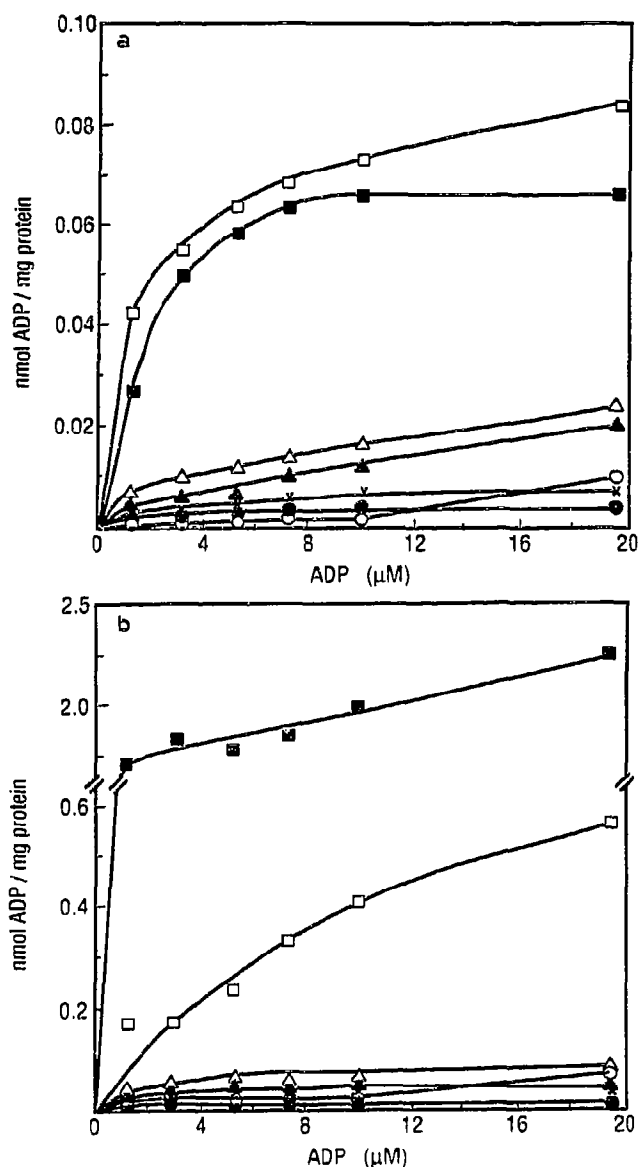 a
0.10
0.08
0.06
0.04
0.02
0 4 8 12 16 20
nmol ADP / mg protein
ADP (μM)
b
2.5
2.0
0.6
0.4
0.2
0 4 8 12 16 20
nmol ADP / mg protein
ADP (μM)